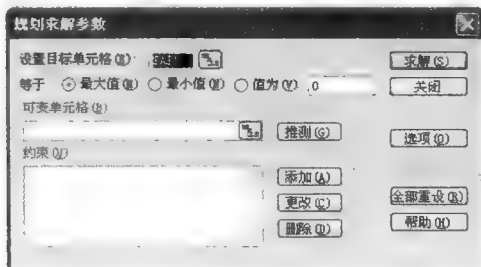 规划求解参数
设置目标单元格(E):
求解(S)
等于 最大值(M) 最小值(N) 值为(V) 0
关闭
可变单元格(B)
推测(G)
选项(O)
约束(U)
添加(A)
更改(C)
全部重设(R)
删除(D)
帮助(H)